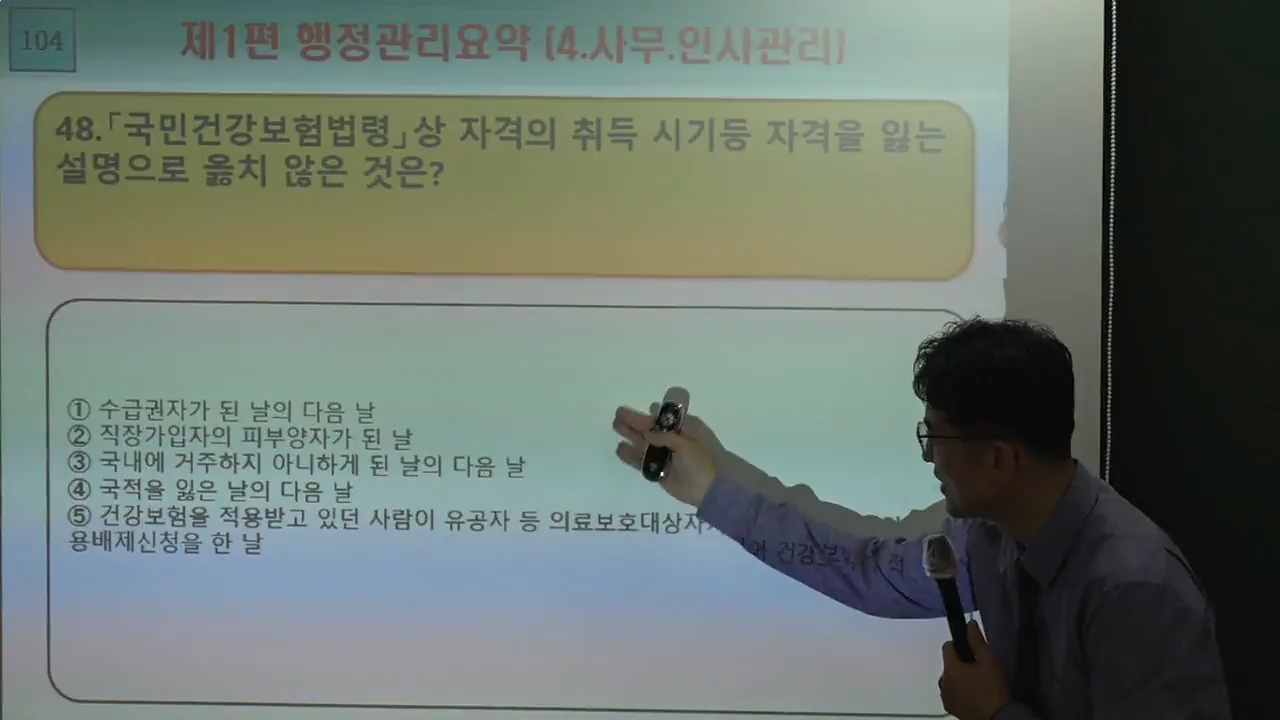 104
제1편 행정관리요약 (4.사무.인사관리)
48.「국민건강보험법령」상 자격의 취득 시기등 자격을 잃는
설명으로 옳치 않은 것은?
① 수급권자가 된 날의 다음 날
② 직장가입자의 피부양자가 된 날
③ 국내에 거주하지 아니하게 된 날의 다음 날
④ 국적을 잃은 날의 다음 날
⑤ 건강보험을 적용받고 있던 사람이 유공자 등 의료보호대상자 건강보험 적
용배제신청을 한 날